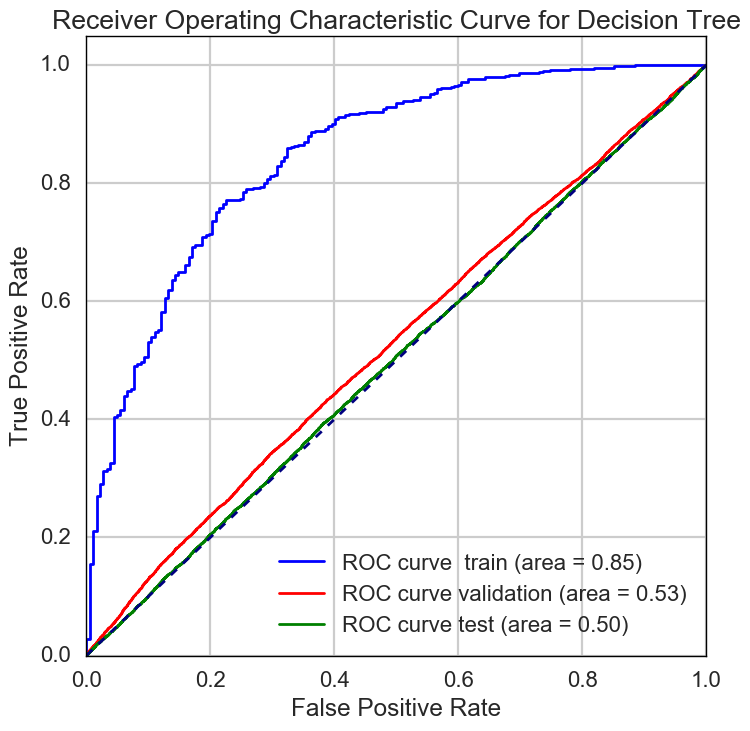 Receiver Operating Characteristic Curve for Decision Tree
1.0
0.8
0.6
0.4
0.2
0.0
True Positive Rate
ROC curve  train (area = 0.85)
ROC curve validation (area = 0.53)
ROC curve test (area = 0.50)
0.0 0.2 0.4 0.6 0.8 1.0
False Positive Rate